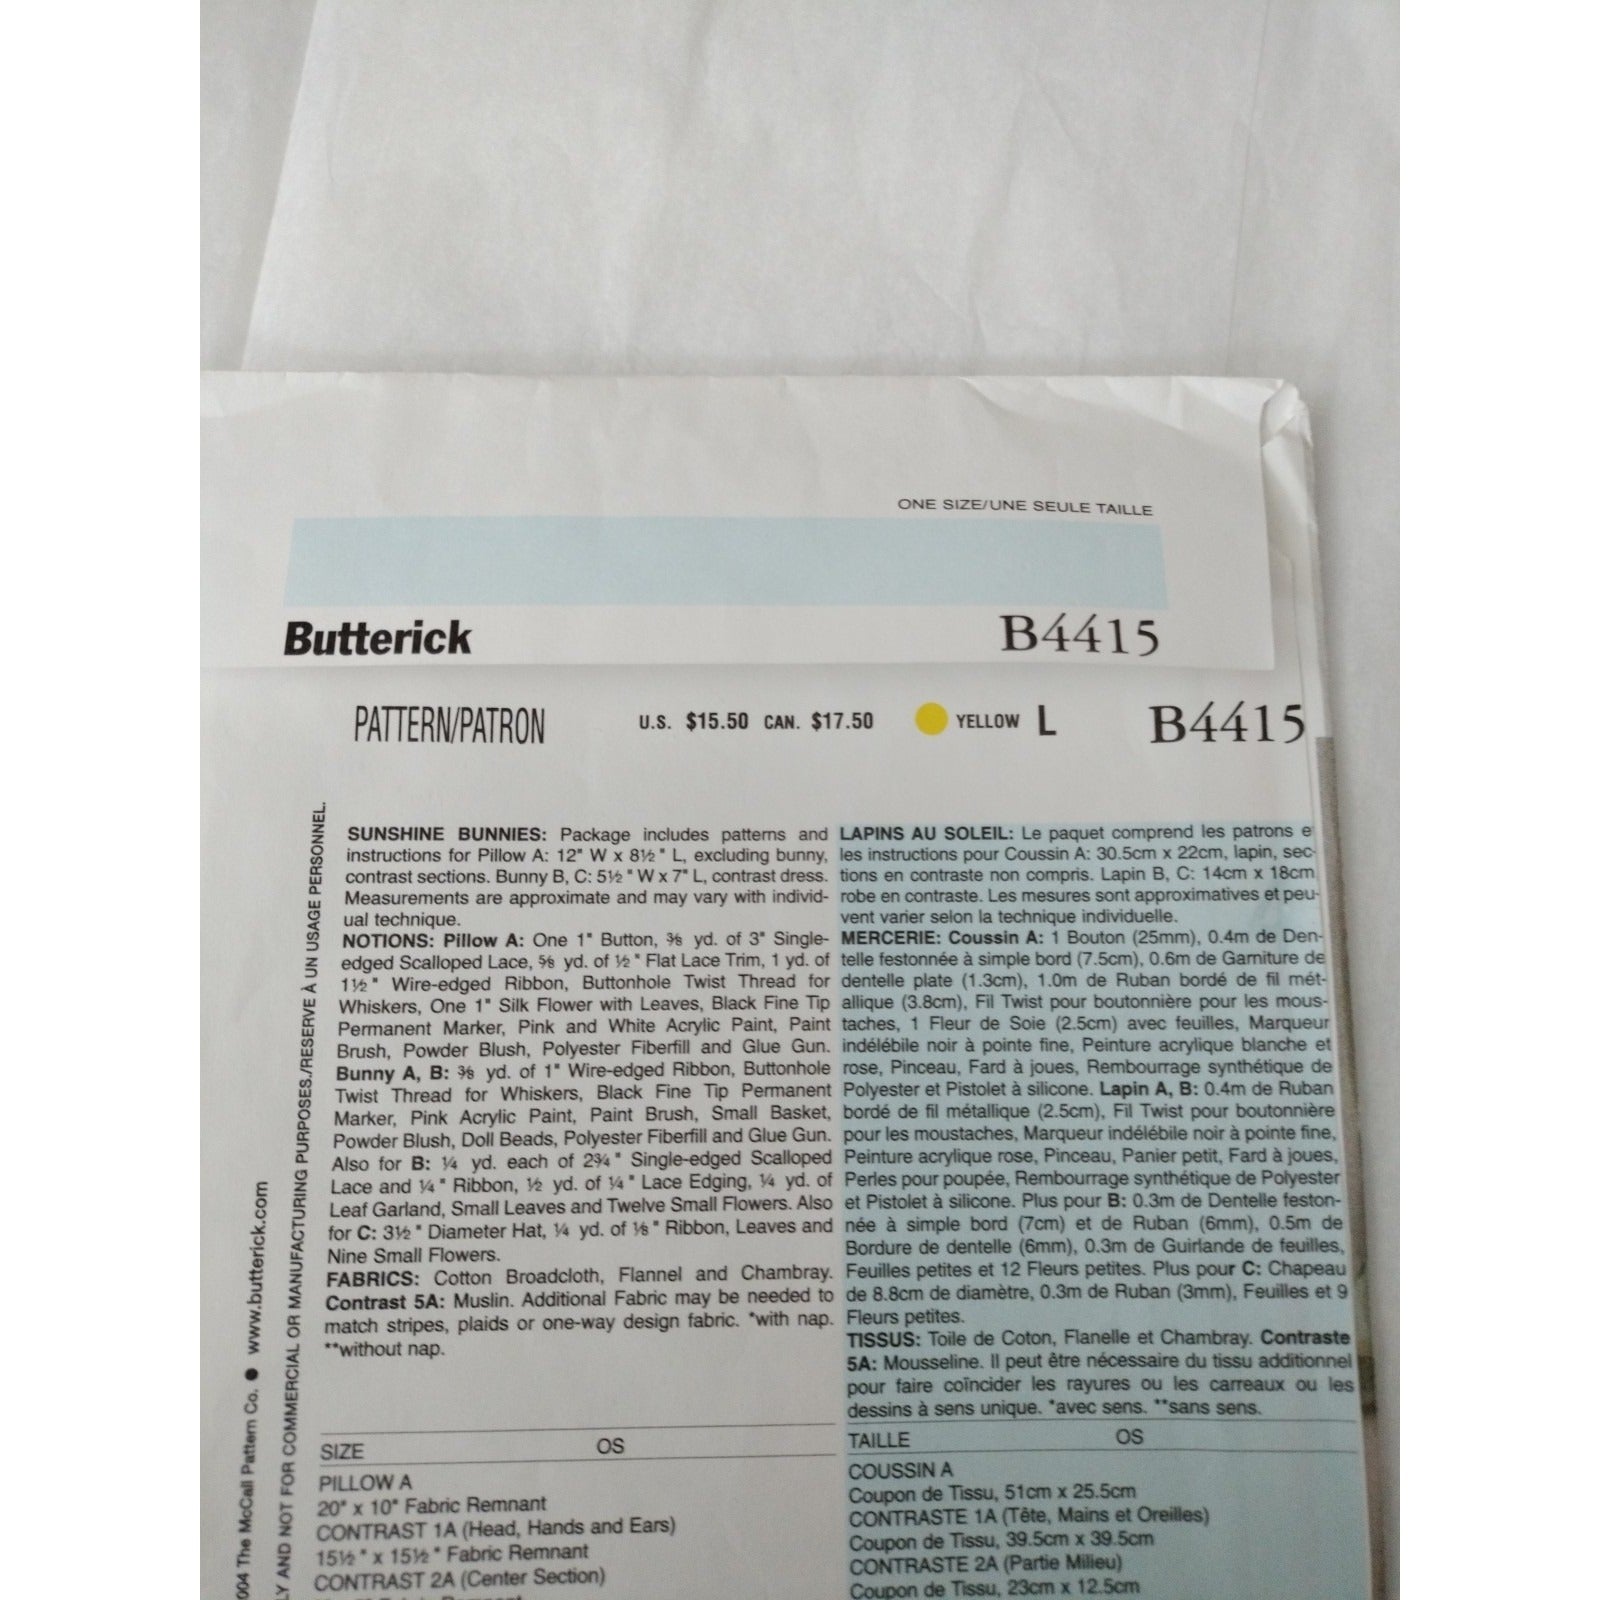 ONE SIZE/UNE SEULE TAILLE
Butterick
B4415
PATTERN/PATRON
U.S. $15.50 CAN. $17.50
YELLOW L
B4415
SUNSHINE BUNNIES: Package includes patterns and
instructions for Pillow A: 12" W x 8½" L, excluding bunny,
contrast sections. Bunny B, C: 5½" W x 7" L, contrast dress.
Measurements are approximate and may vary with individ-
ual technique.
NOTIONS: Pillow A: One 1" Button, ⅜ yd. of 3" Single-
edged Scalloped Lace, ⅝ yd. of ½" Flat Lace Trim, 1 yd. of
1½" Wire-edged Ribbon, Buttonhole Twist Thread for
Whiskers, One 1" Silk Flower with Leaves, Black Fine Tip
Permanent Marker, Pink and White Acrylic Paint, Paint
Brush, Powder Blush, Polyester Fiberfill and Glue Gun.
Bunny A, B: ⅜ yd. of 1" Wire-edged Ribbon, Buttonhole
Twist Thread for Whiskers, Black Fine Tip Permanent
Marker, Pink Acrylic Paint, Paint Brush, Small Basket,
Powder Blush, Doll Beads, Polyester Fiberfill and Glue Gun.
Also for B: ¼ yd. each of 2¾" Single-edged Scalloped
Lace and ¼" Ribbon, ½ yd. of ¼" Lace Edging, ¼ yd. of
Leaf Garland, Small Leaves and Twelve Small Flowers. Also
for C: 3½" Diameter Hat, ¼ yd. of ⅛" Ribbon, Leaves and
Nine Small Flowers.
FABRICS: Cotton Broadcloth, Flannel and Chambray.
Contrast 5A: Muslin. Additional Fabric may be needed to
match stripes, plaids or one-way design fabric. *with nap.
**without nap.
SIZE OS
PILLOW A
20" x 10" Fabric Remnant
CONTRAST 1A (Head, Hands and Ears)
15½" x 15½" Fabric Remnant
CONTRAST 2A (Center Section)
LAPINS AU SOLEIL: Le paquet comprend les patrons e
les instructions pour Coussin A: 30.5cm x 22cm, lapin, sec-
tions en contraste non compris. Lapin B, C: 14cm x 18cm
robe en contraste. Les mesures sont approximatives et peu-
vent varier selon la technique individuelle.
MERCERIE: Coussin A: 1 Bouton (25mm), 0.4m de Den-
telle festonnée à simple bord (7.5cm), 0.6m de Garniture de
dentelle plate (1.3cm), 1.0m de Ruban bordé de fil mét-
allique (3.8cm), Fil Twist pour boutonnière pour les mous-
taches, 1 Fleur de Soie (2.5cm) avec feuilles, Marqueur
indélébile noir à pointe fine, Peinture acrylique blanche et
rose, Pinceau, Fard à joues, Rembourrage synthétique de
Polyester et Pistolet à silicone. Lapin A, B: 0.4m de Ruban
bordé de fil métallique (2.5cm), Fil Twist pour boutonnière
pour les moustaches, Marqueur indélébile noir à pointe fine,
Peinture acrylique rose, Pinceau, Panier petit, Fard à joues,
Perles pour poupée, Rembourrage synthétique de Polyester
et Pistolet à silicone. Plus pour B: 0.3m de Dentelle feston-
née à simple bord (7cm) et de Ruban (6mm), 0.5m de
Bordure de dentelle (6mm), 0.3m de Guirlande de feuilles,
Feuilles petites et 12 Fleurs petites. Plus pour C: Chapeau
de 8.8cm de diamètre, 0.3m de Ruban (3mm), Feuilles et 9
Fleurs petites.
TISSUS: Toile de Coton, Flanelle et Chambray. Contraste
5A: Mousseline. Il peut être nécessaire du tissu additionnel
pour faire coïncider les rayures ou les carreaux ou les
dessins à sens unique. *avec sens. **sans sens.
TAILLE OS
COUSSIN A
Coupon de Tissu, 51cm x 25.5cm
CONTRASTE 1A (Tête, Mains et Oreilles)
Coupon de Tissu, 39.5cm x 39.5cm
CONTRASTE 2A (Partie Milieu)
Coupon de Tissu, 23cm x 12.5cm
004 The McCall Pattern Co. ● www.butterick.com
LY AND NOT FOR COMMERCIAL OR MANUFACTURING PURPOSES./RESERVE À UN USAGE PERSONNEL.